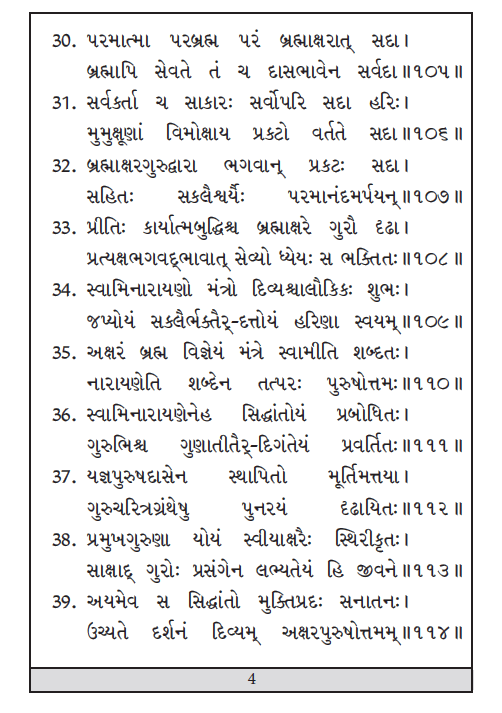 30. પરમાત્મા પરબ્રહ્મ પરં બ્રહ્માક્ષરાત્ સદા।
બ્રહ્માપિ સેવતે તં ચ દાસભાવેન સર્વદા॥૧૦૫॥
31. સર્વકર્તા ચ સાકારઃ સર્વોપરિ સદા હરિઃ।
મુમુક્ષૂણાં વિમોક્ષાય પ્રકટો વર્તતે સદા॥૧૦૬॥
32. બ્રહ્માક્ષરગુરુદ્વારા ભગવાન્ પ્રકટઃ સદા।
સહિતઃ સકલૈશ્વર્યૈઃ પરમાનંદમર્પયન્॥૧૦૭॥
33. પ્રીતિઃ કાર્યાત્મબુદ્ધિશ્ચ બ્રહ્માક્ષરે ગુરૌ દૃઢા।
પ્રત્યક્ષભગવદ્ભાવાત્ સેવ્યો ધ્યેયઃ સ ભક્તિતઃ॥૧૦૮॥
34. સ્વામિનારાયણો મંત્રો દિવ્યશ્ચાલૌકિકઃ શુભઃ।
જપ્યોયં સકલૈર્ભક્તૈર્-દત્તોયં હરિણા સ્વયમ્॥૧૦૯॥
35. અક્ષરં બ્રહ્મ વિજ્ઞેયં મંત્રે સ્વામીતિ શબ્દતઃ।
નારાયણેતિ શબ્દેન તત્પરઃ પુરુષોત્તમઃ॥૧૧૦॥
36. સ્વામિનારાયણેનેહ સિદ્ધાંતોયં પ્રબોધિતઃ।
ગુરુભિશ્ચ ગુણાતીતૈર્-દિગંતેયં પ્રવર્તિતઃ॥૧૧૧॥
37. યજ્ઞપુરુષદાસેન સ્થાપિતો મૂર્તિમત્તયા।
ગુરુચરિત્રગ્રંથેષુ પુનરયં દૃઢાયિતઃ॥૧૧૨॥
38. પ્રમુખગુરુણા યોયં સ્વીયાક્ષરૈઃ સ્થિરીકૃતઃ।
સાક્ષાદ્ ગુરોઃ પ્રસંગેન લભ્યતેયં હિ જીવને॥૧૧૩॥
39. અયમેવ સ સિદ્ધાંતો મુક્તિપ્રદઃ સનાતનઃ।
ઉચ્યતે દર્શનં દિવ્યમ્ અક્ષરપુરુષોત્તમમ્॥૧૧૪॥
4